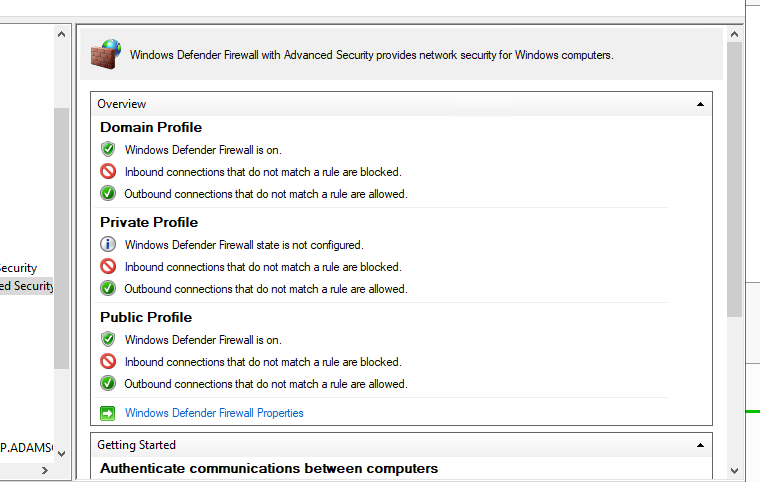 Windows Defender Firewall with Advanced Security provides network security for Windows computers.
Overview
Domain Profile
Windows Defender Firewall is on.
Inbound connections that do not match a rule are blocked.
Outbound connections that do not match a rule are allowed.
Private Profile
Windows Defender Firewall state is not configured.
Inbound connections that do not match a rule are blocked.
Outbound connections that do not match a rule are allowed.
Public Profile
Windows Defender Firewall is on.
Inbound connections that do not match a rule are blocked.
Outbound connections that do not match a rule are allowed.
Windows Defender Firewall Properties
Getting Started
Authenticate communications between computers
ecurity
ed Security
P.ADAMS